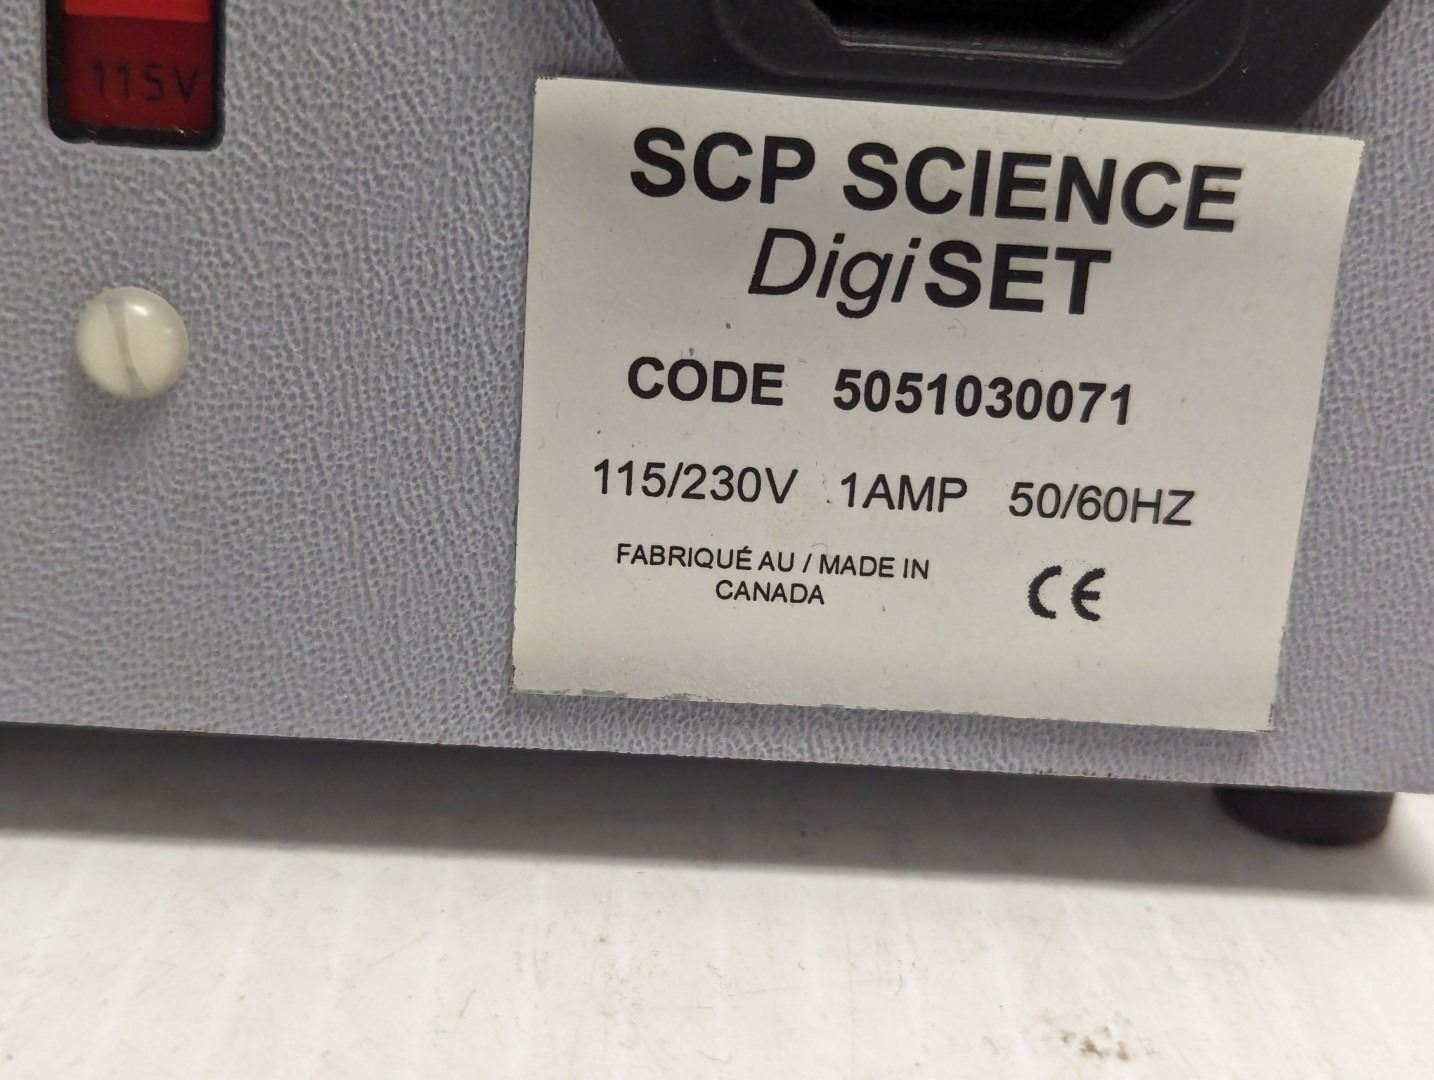 115V
SCP SCIENCE
DigiSET
CODE 5051030071
115/230V 1AMP 50/60HZ
FABRIQUÉ AU / MADE IN
CANADA
CE